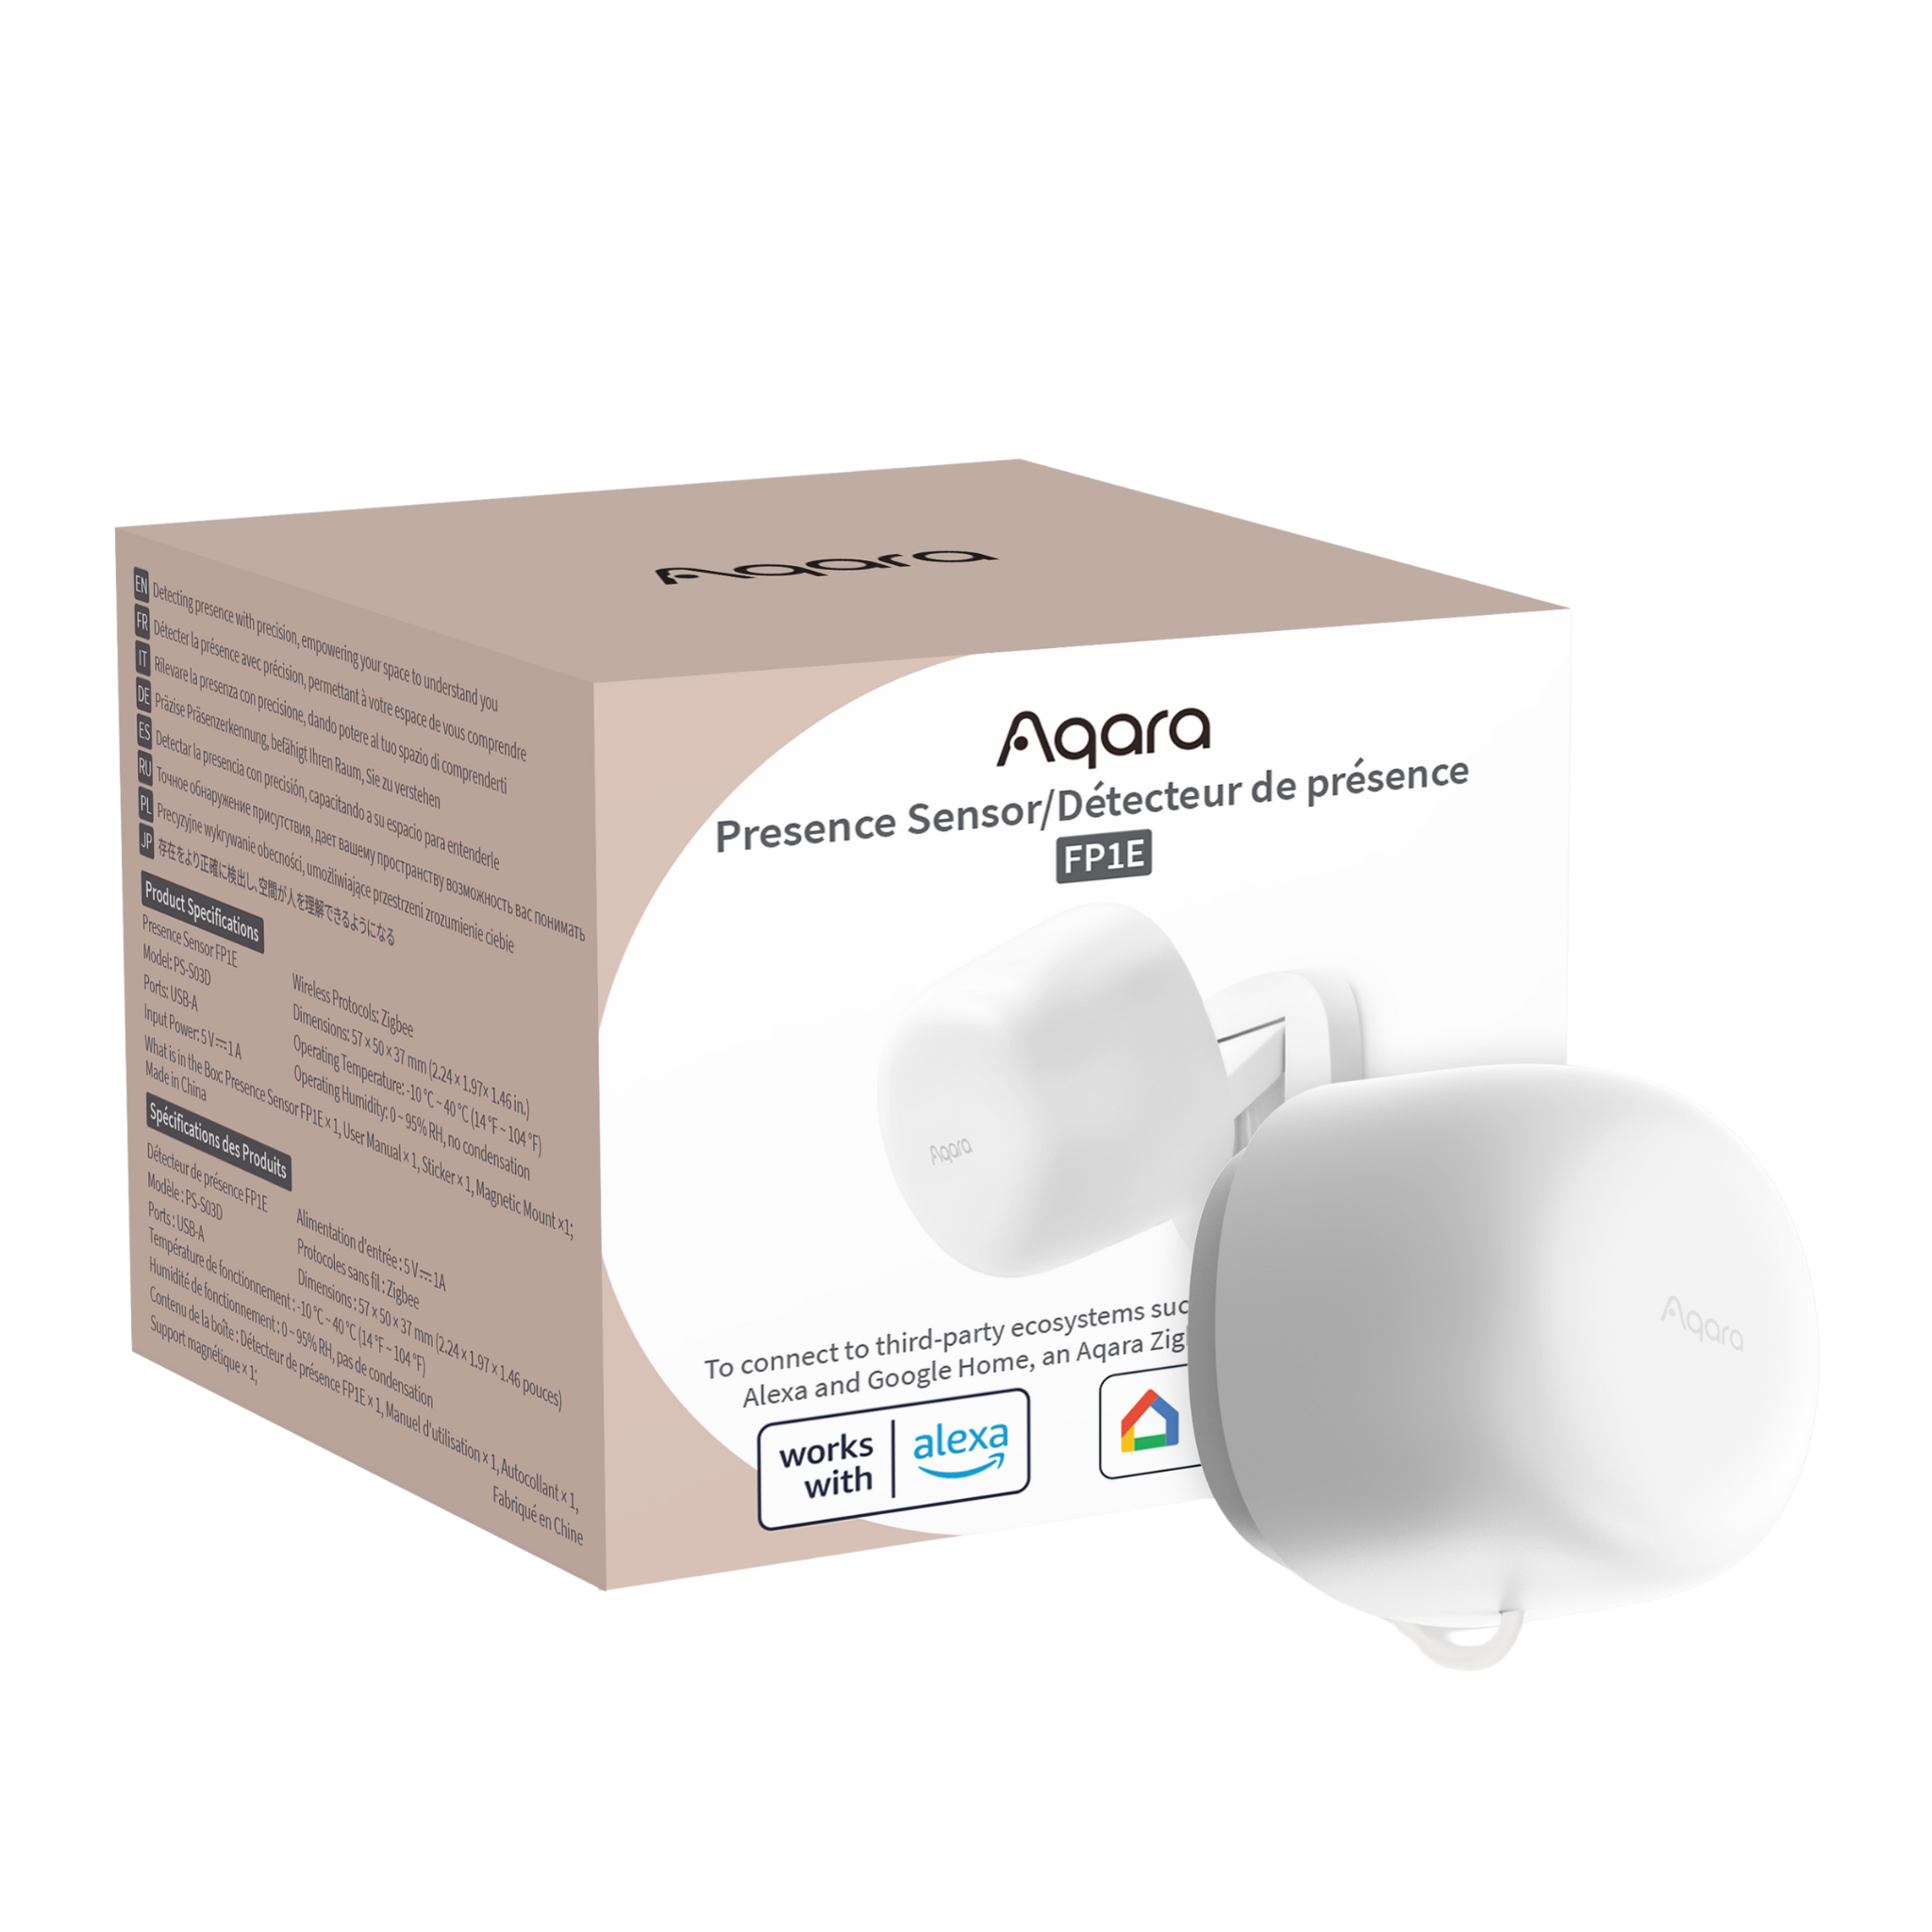 Aqara
EN Detecting presence with precision, empowering your space to understand you
FR Détecter la présence avec précision, permettant à votre espace de vous comprendre
IT Rilevare la presenza con precisione, dando potere al tuo spazio di comprenderti
DE Präzise Präsenzerkennung, befähigt Ihren Raum, Sie zu verstehen
ES Detectar la presencia con precisión, capacitando a su espacio para entenderle
RU Точное обнаружение присутствия, дает вашему пространству возможность вас понимать
PL Precyzyjne wykrywanie obecności, umożliwiające przestrzeni zrozumienie ciebie
JP 存在をより正確に検出し、空間が人を理解できるようになる
Product Specifications
Presence Sensor FP1E
Model: PS-S03D
Ports: USB-A
Input Power: 5 V⎓1 A
Wireless Protocols: Zigbee
Dimensions: 57 × 50 × 37 mm (2.24 × 1.97× 1.46 in.)
Operating Temperature: -10 °C ~ 40 °C (14 °F ~ 104 °F)
Operating Humidity: 0 ~ 95% RH, no condensation
What is in the Box: Presence Sensor FP1E × 1, User Manual × 1, Sticker × 1, Magnetic Mount ×1;
Made in China
Spécifications des Produits
Détecteur de présence FP1E
Modèle : PS-S03D
Ports : USB-A
Alimentation d'entrée : 5 V⎓1A
Protocoles sans fil : Zigbee
Dimensions : 57 × 50 × 37 mm (2.24 × 1.97 × 1.46 pouces)
Température de fonctionnement : -10 °C ~ 40 °C (14 °F ~ 104 °F)
Humidité de fonctionnement : 0 ~ 95% RH, pas de condensation
Contenu de la boîte : Détecteur de présence FP1E × 1, Manuel d'utilisation × 1, Autocollant × 1,
Support magnétique × 1;
Fabriqué en Chine
Aqara
Presence Sensor/Détecteur de présence
FP1E
Aqara
To connect to third-party ecosystems suc
Alexa and Google Home, an Aqara Zig
works with
alexa
Aqara